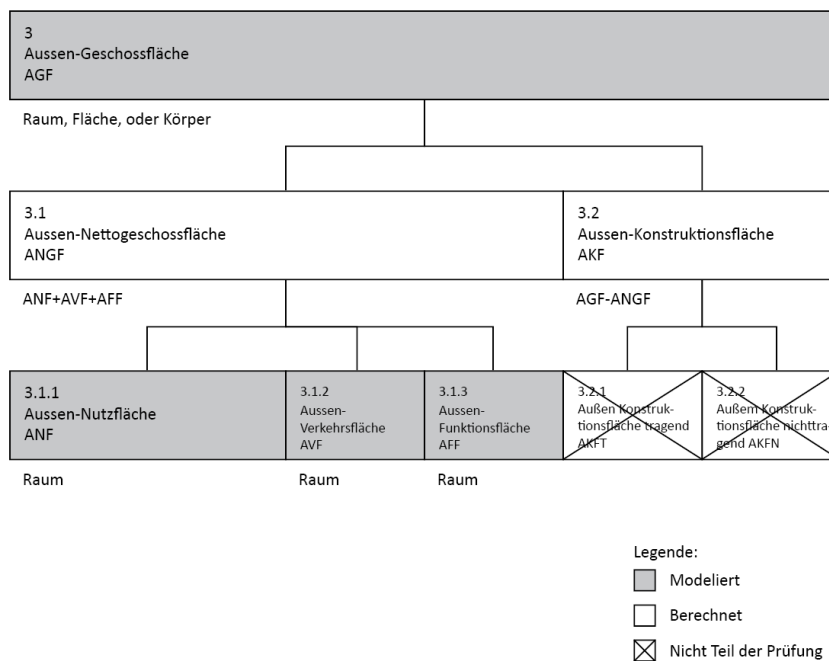 3
Aussen-Geschossfläche
AGF
Raum, Fläche, oder Körper
3.1
Aussen-Nettogeschossfläche
ANGF
3.2
Aussen-Konstruktionsfläche
AKF
ANF+AVF+AFF
AGF-ANGF
3.1.1
Aussen-Nutzfläche
ANF
3.1.2
Aussen-
Verkehrsfläche
AVF
3.1.3
Aussen-
Funktionsfläche
AFF
3.2.1
Außen Konstruk-
tionsfläche tragend
AKFT
3.2.2
Außem Konstruk-
tionsfläche nichttra-
gend AKFN
Raum
Raum
Raum
Legende:
Modeliert
Berechnet
Nicht Teil der Prüfung